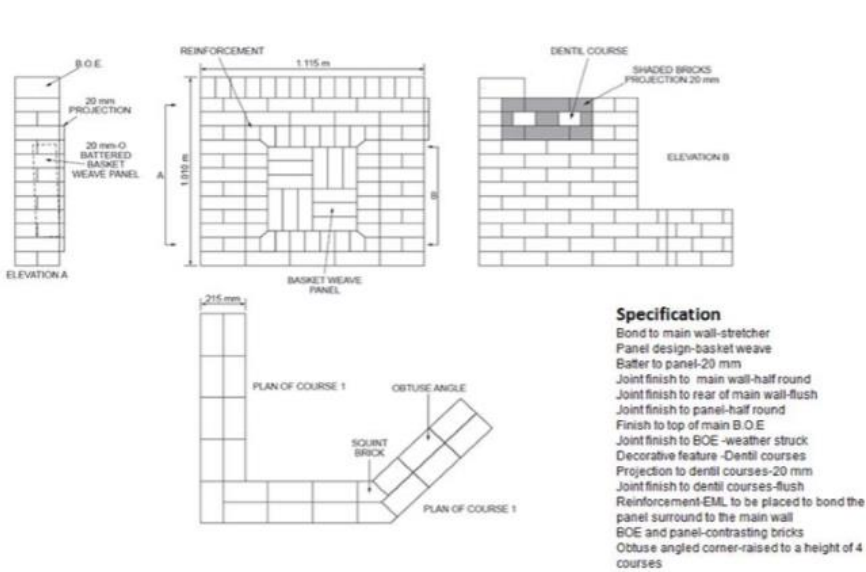 REINFORCEMENT
1.115 m
DENTIL COURSE
B.O.E.
SHADED BRICKS
PROJECTION 20 mm
20 mm
PROJECTION
20 mm-O
BATTERED
BASKET
WEAVE PANEL
A
1.010 m
B
ELEVATION B
ELEVATION A
BASKET WEAVE
PANEL
215 mm
PLAN OF COURSE 1
OBTUSE ANGLE
SQUINT
BRICK
PLAN OF COURSE 1
Specification
Bond to main wall-stretcher
Panel design-basket weave
Batter to panel-20 mm
Joint finish to main wall-half round
Joint finish to rear of main wall-flush
Joint finish to panel-half round
Finish to top of main B.O.E
Joint finish to BOE -weather struck
Decorative feature -Dentil courses
Projection to dentil courses-20 mm
Joint finish to dentil courses-flush
Reinforcement-EML to be placed to bond the
panel surround to the main wall
BOE and panel-contrasting bricks
Obtuse angled corner-raised to a height of 4
courses